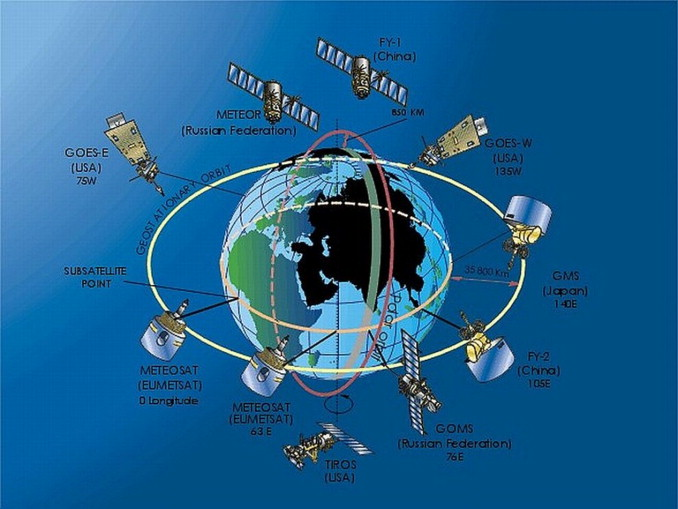 FY-1
(China)
METEOR
(Russian Federation)
850 KM
GOES-E
(USA)
75W
GOES-W
(USA)
135W
GEOSTATIONARY ORBIT
SUBSATELLITE
POINT
35 800 Km
GMS
(Japan)
140E
Polar orbit
METEOSAT
(EUMETSAT)
0 Longitude
METEOSAT
(EUMETSAT)
63 E
FY-2
(China)
105E
GOMS
(Russian Federation)
76E
TIROS
(USA)